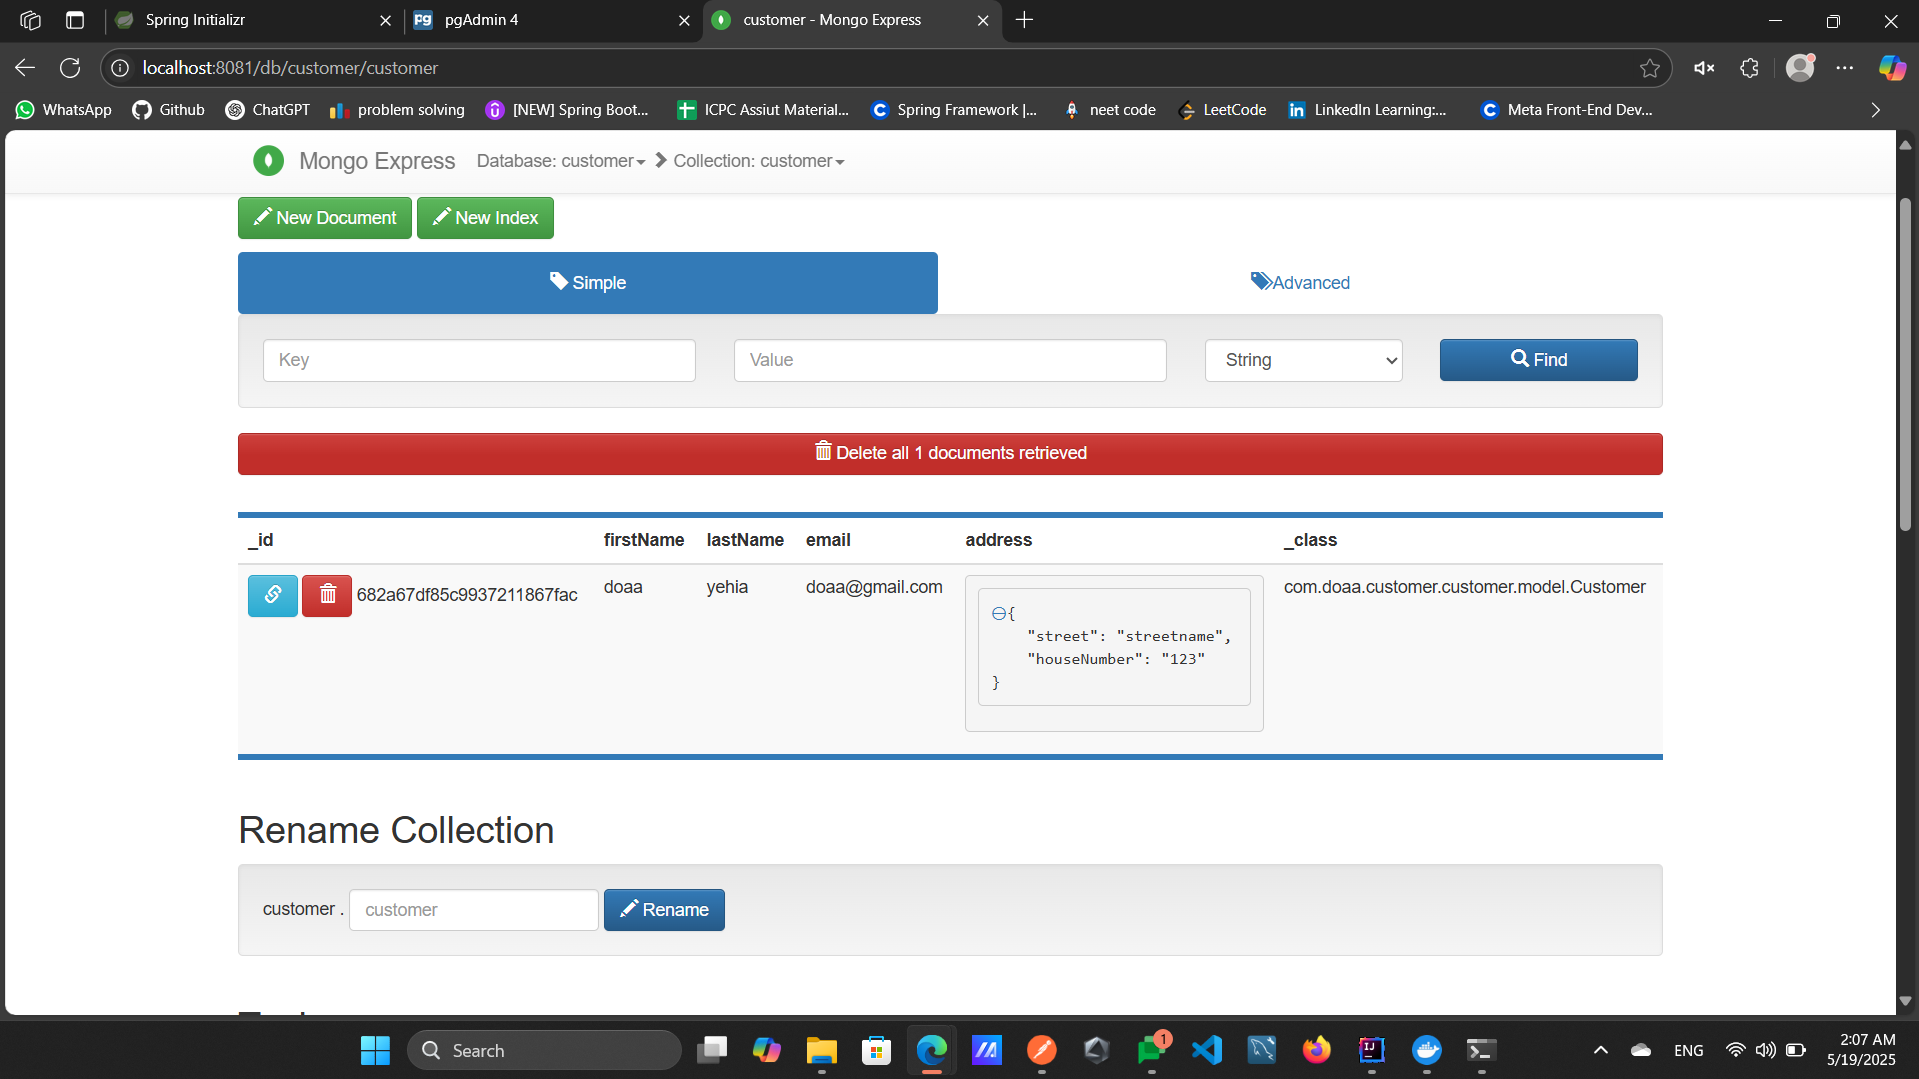 Spring Initializr
pgAdmin 4
customer - Mongo Express
localhost:8081/db/customer/customer
WhatsApp
Github
ChatGPT
problem solving
[NEW] Spring Boot...
ICPC Assiut Material...
Spring Framework |...
neet code
LeetCode
LinkedIn Learning:...
Meta Front-End Dev...
Mongo Express Database: customer Collection: customer
New Document New Index
Simple Advanced
Key Value String Find
Delete all 1 documents retrieved
_id firstName lastName email address _class
682a67df85c9937211867fac doaa yehia doaa@gmail.com com.doaa.customer.customer.model.Customer
{
"street": "streetname",
"houseNumber": "123"
}
Rename Collection
customer . customer Rename
Search
1
ENG
2:07 AM
5/19/2025